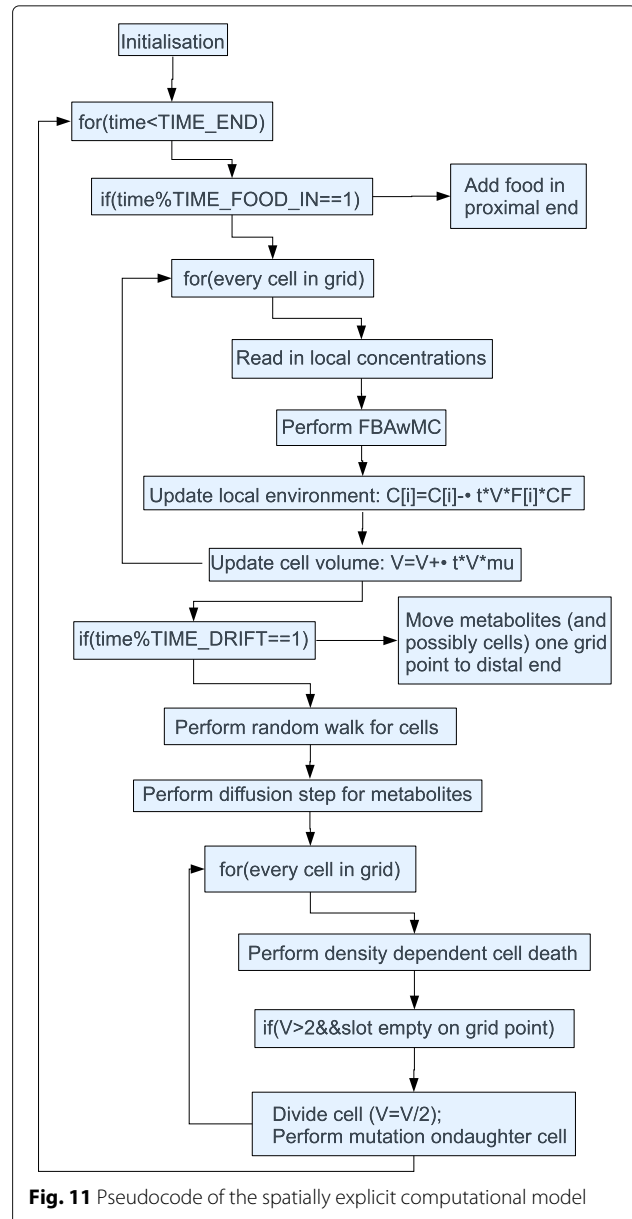 Initialisation
for(time<TIME_END)
if(time%TIME_FOOD_IN==1)
Add food in
proximal end
for(every cell in grid)
Read in local concentrations
Perform FBAwMC
Update local environment: C[i]=C[i]-• t*V*F[i]*CF
Update cell volume: V=V+• t*V*mu
if(time%TIME_DRIFT==1)
Move metabolites (and
possibly cells) one grid
point to distal end
Perform random walk for cells
Perform diffusion step for metabolites
for(every cell in grid)
Perform density dependent cell death
if(V>2&&slot empty on grid point)
Divide cell (V=V/2);
Perform mutation ondaughter cell
Fig. 11 Pseudocode of the spatially explicit computational model